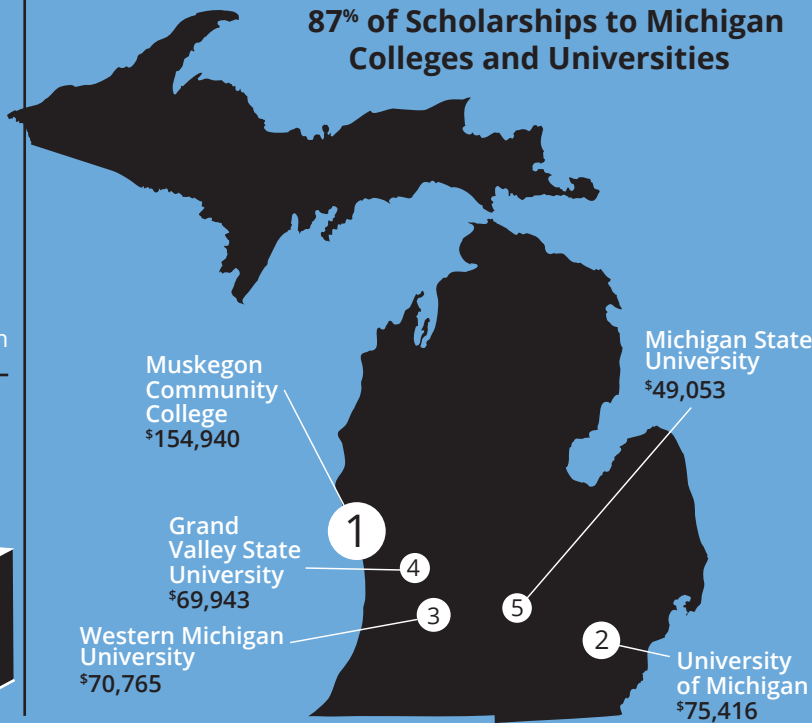 87% of Scholarships to Michigan
Colleges and Universities
Muskegon
Community
College
$154,940
Grand
Valley State
University
$69,943
Western Michigan
University
$70,765
Michigan State
University
$49,053
University
of Michigan
$75,416
1
4
3
5
2